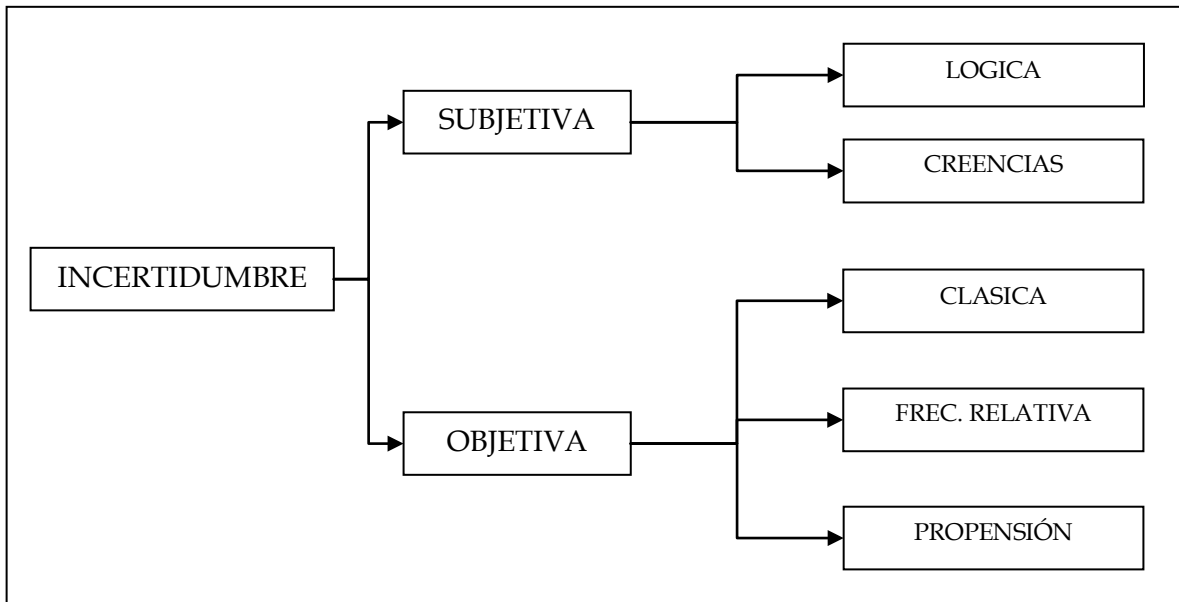 INCERTIDUMBRE
SUBJETIVA
LOGICA
CREENCIAS
OBJETIVA
CLASICA
FREC. RELATIVA
PROPENSIÓN